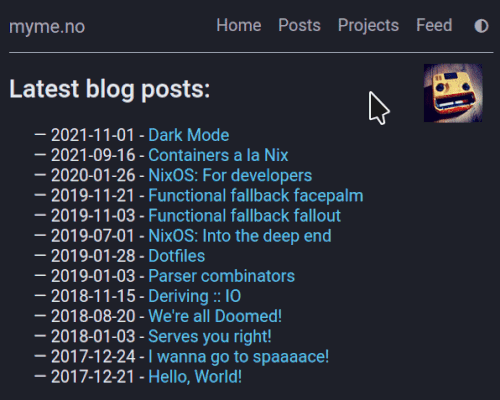 myme.no Home Posts Projects Feed
Latest blog posts:
— 2021-11-01 - Dark Mode
— 2021-09-16 - Containers a la Nix
— 2020-01-26 - NixOS: For developers
— 2019-11-21 - Functional fallback facepalm
— 2019-11-03 - Functional fallback fallout
— 2019-07-01 - NixOS: Into the deep end
— 2019-01-28 - Dotfiles
— 2019-01-03 - Parser combinators
— 2018-11-15 - Deriving :: IO
— 2018-08-20 - We're all Doomed!
— 2018-01-03 - Serves you right!
— 2017-12-24 - I wanna go to spaaaace!
— 2017-12-21 - Hello, World!